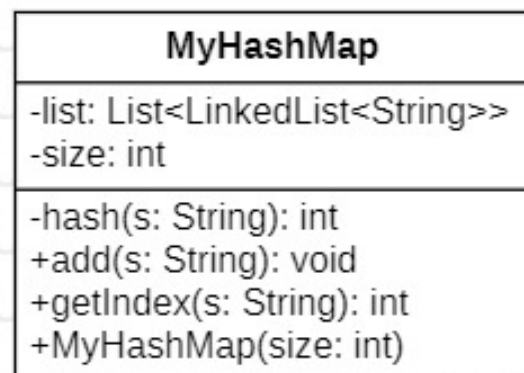 MyHashMap
-list: List<LinkedList<String>>
-size: int
-hash(s: String): int
+add(s: String): void
+getIndex(s: String): int
+MyHashMap(size: int)